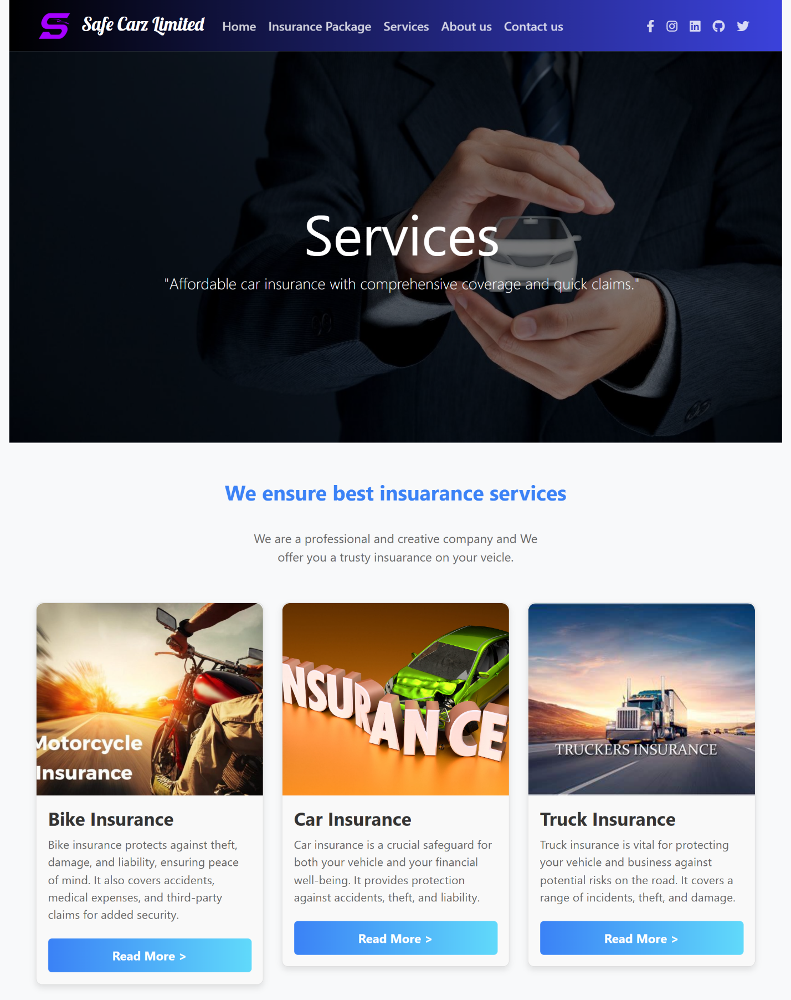 Safe Carz Limited Home Insurance Package Services About us Contact us
Services
"Affordable car insurance with comprehensive coverage and quick claims."
We ensure best insuarance services
We are a professional and creative company and We
offer you a trusty insuarance on your veicle.
Motorcycle
Insurance
INSURANCE
TRUCKERS INSURANCE
Bike Insurance
Bike insurance protects against theft,
damage, and liability, ensuring peace
of mind. It also covers accidents,
medical expenses, and third-party
claims for added security.
Read More >
Car Insurance
Car insurance is a crucial safeguard for
both your vehicle and your financial
well-being. It provides protection
against accidents, theft, and liability.
Read More >
Truck Insurance
Truck insurance is vital for protecting
your vehicle and business against
potential risks on the road. It covers a
range of incidents, theft, and damage.
Read More >